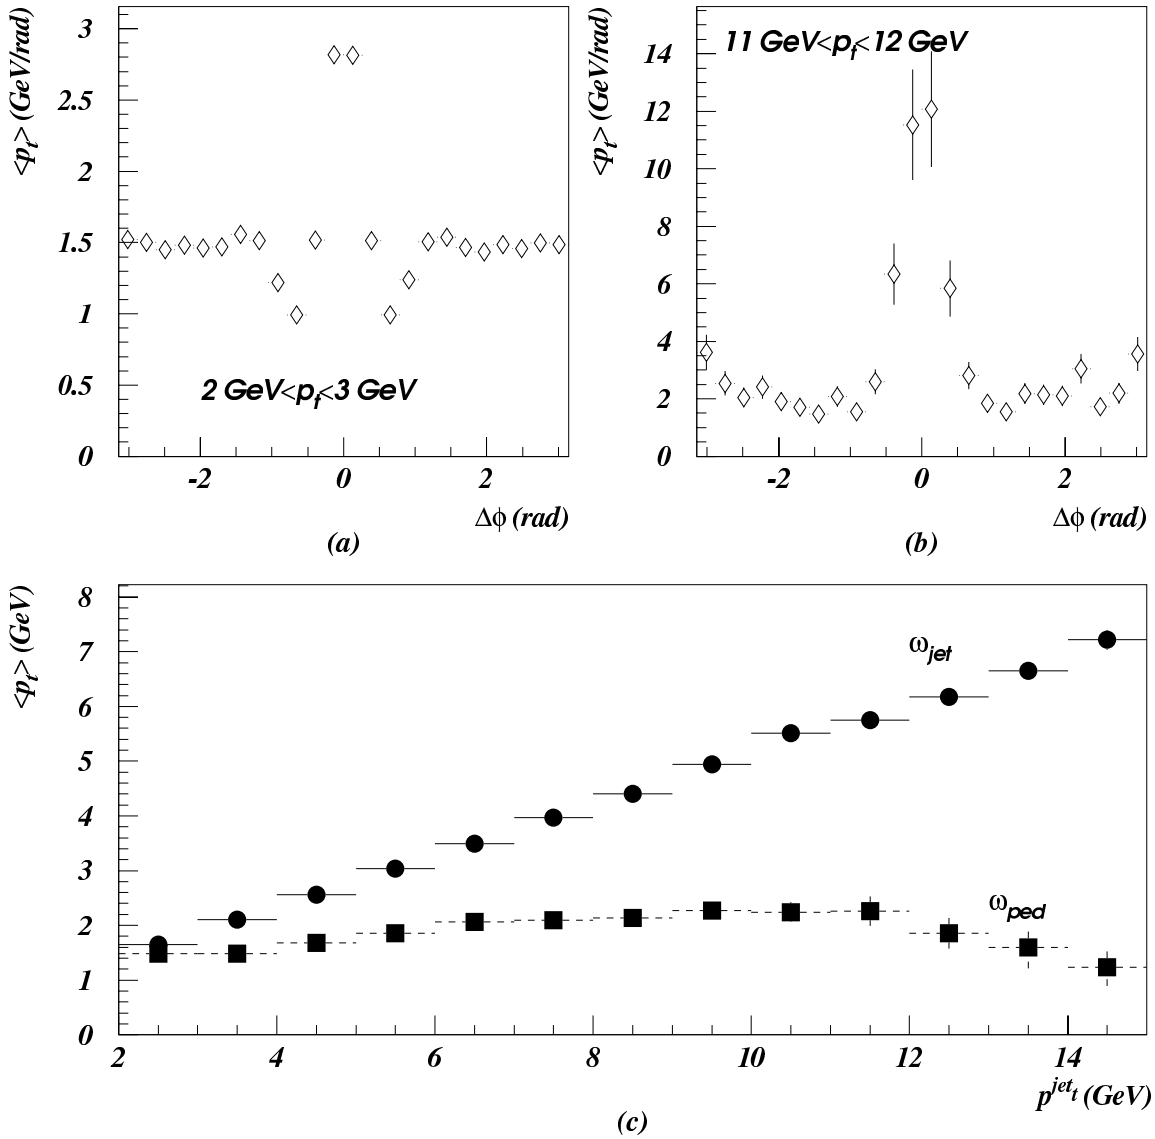 <p_t> (GeV/rad)
3
2.5
2
1.5
1
0.5
0
2 GeV<p_t<3 GeV
-2 0 2
Δϕ (rad)
(a)
<p_t> (GeV/rad)
14
12
10
8
6
4
2
0
11 GeV<p_t<12 GeV
-2 0 2
Δϕ (rad)
(b)
<p_t> (GeV)
8
7
6
5
4
3
2
1
0
ω_jet
ω_ped
2 4 6 8 10 12 14
p^jet_t (GeV)
(c)